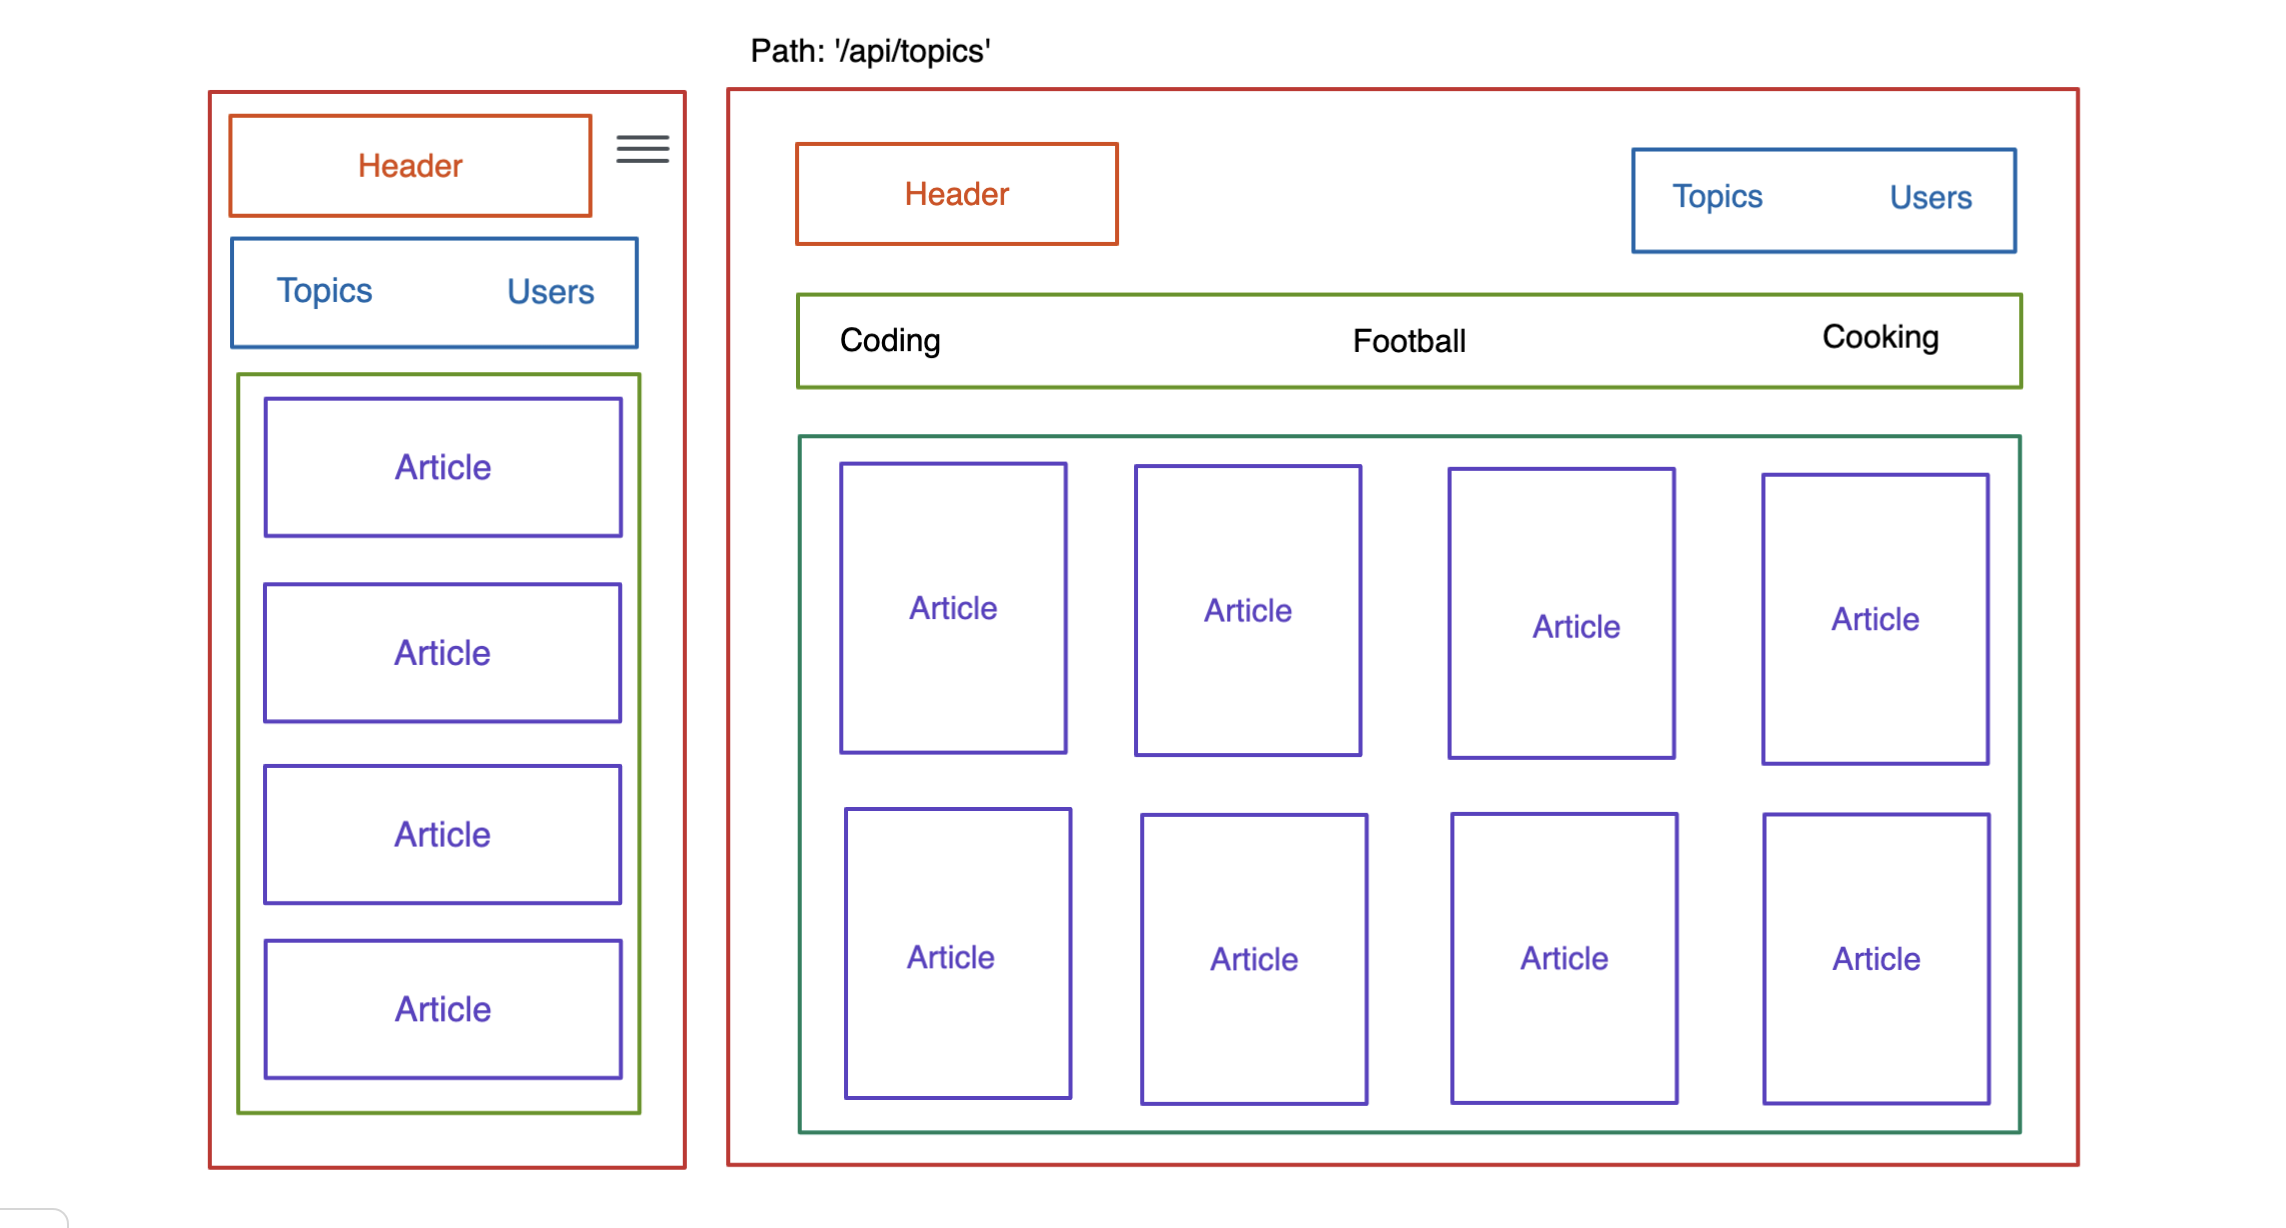 Path: '/api/topics'
Header
Topics Users
Article
Article
Article
Article
Header
Topics Users
Coding Football Cooking
Article Article Article Article
Article Article Article Article